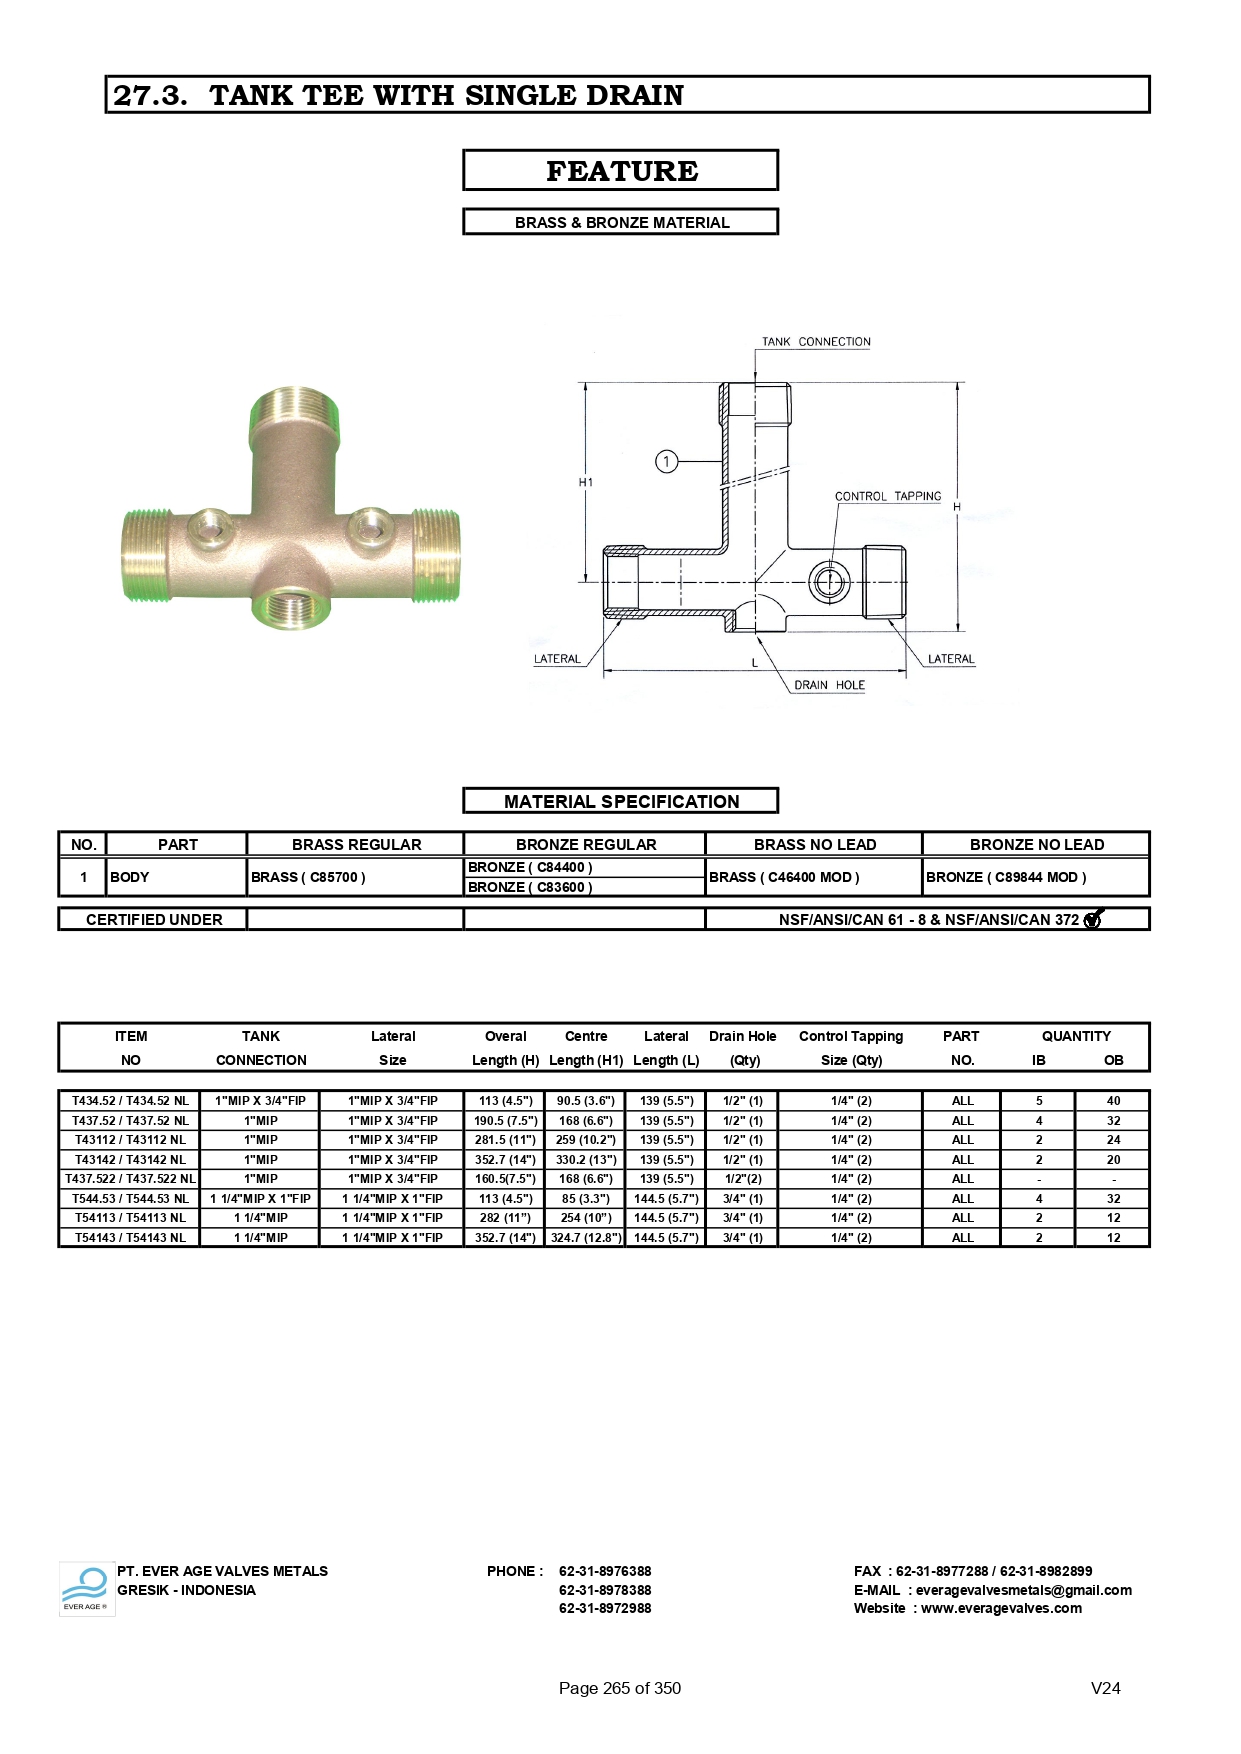 27.3. TANK TEE WITH SINGLE DRAIN
FEATURE
BRASS & BRONZE MATERIAL
TANK CONNECTION
1
H1
CONTROL TAPPING
H
LATERAL
L
LATERAL
DRAIN HOLE
MATERIAL SPECIFICATION
NO. PART BRASS REGULAR BRONZE REGULAR BRASS NO LEAD BRONZE NO LEAD
1 BODY BRASS ( C85700 ) BRONZE ( C84400 ) BRASS ( C46400 MOD ) BRONZE ( C89844 MOD )
BRONZE ( C83600 )
CERTIFIED UNDER NSF/ANSI/CAN 61 - 8 & NSF/ANSI/CAN 372
ITEM TANK Lateral Overal Centre Lateral Drain Hole Control Tapping PART QUANTITY
NO CONNECTION Size Length (H) Length (H1) Length (L) (Qty) Size (Qty) NO. IB OB
T434.52 / T434.52 NL 1"MIP X 3/4"FIP 1"MIP X 3/4"FIP 113 (4.5") 90.5 (3.6") 139 (5.5") 1/2" (1) 1/4" (2) ALL 5 40
T437.52 / T437.52 NL 1"MIP 1"MIP X 3/4"FIP 190.5 (7.5") 168 (6.6") 139 (5.5") 1/2" (1) 1/4" (2) ALL 4 32
T43112 / T43112 NL 1"MIP 1"MIP X 3/4"FIP 281.5 (11") 259 (10.2") 139 (5.5") 1/2" (1) 1/4" (2) ALL 2 24
T43142 / T43142 NL 1"MIP 1"MIP X 3/4"FIP 352.7 (14") 330.2 (13") 139 (5.5") 1/2" (1) 1/4" (2) ALL 2 20
T437.522 / T437.522 NL 1"MIP 1"MIP X 3/4"FIP 160.5(7.5") 168 (6.6") 139 (5.5") 1/2"(2) 1/4" (2) ALL - -
T544.53 / T544.53 NL 1 1/4"MIP X 1"FIP 1 1/4"MIP X 1"FIP 113 (4.5") 85 (3.3") 144.5 (5.7") 3/4" (1) 1/4" (2) ALL 4 32
T54113 / T54113 NL 1 1/4"MIP 1 1/4"MIP X 1"FIP 282 (11”) 254 (10”) 144.5 (5.7") 3/4" (1) 1/4" (2) ALL 2 12
T54143 / T54143 NL 1 1/4"MIP 1 1/4"MIP X 1"FIP 352.7 (14") 324.7 (12.8") 144.5 (5.7") 3/4" (1) 1/4" (2) ALL 2 12
EVER AGE ®
PT. EVER AGE VALVES METALS PHONE : 62-31-8976388 FAX : 62-31-8977288 / 62-31-8982899
GRESIK - INDONESIA 62-31-8978388 E-MAIL : everagevalvesmetals@gmail.com
62-31-8972988 Website : www.everagevalves.com
Page 265 of 350 V24